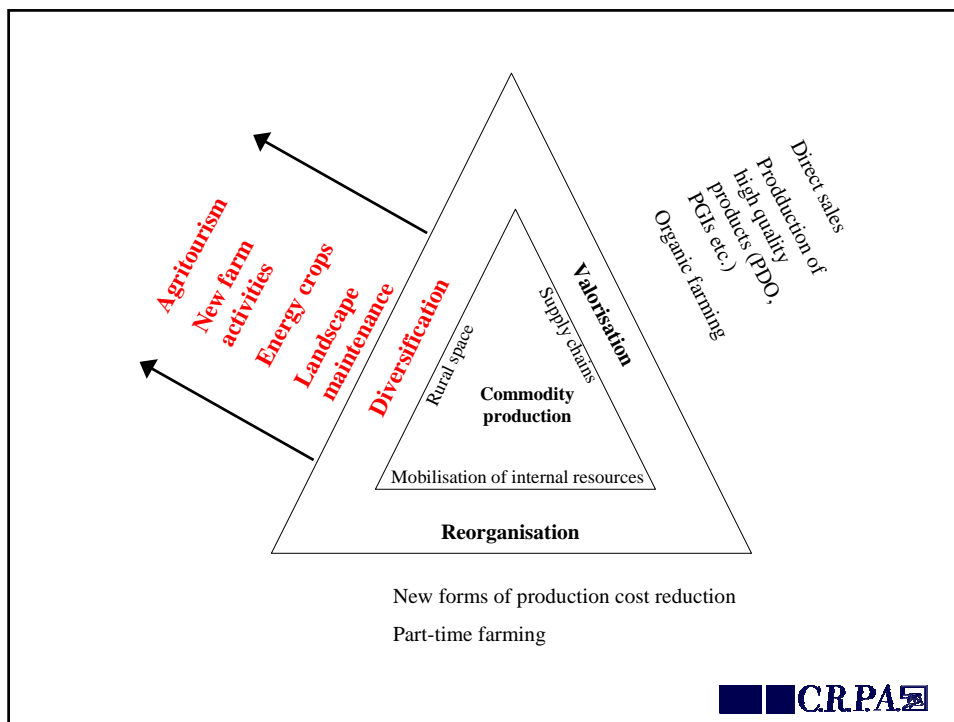 Agritourism
New farm
activities
Energy crops
Landscape
maintenance
Diversification
Rural space
Commodity
production
Supply chains
Valorisation
Organic farming
Prodduction of
high quality
products (PDO,
PGIs etc.)
Direct sales
Mobilisation of internal resources
Reorganisation
New forms of production cost reduction
Part-time farming
C.R.P.A.